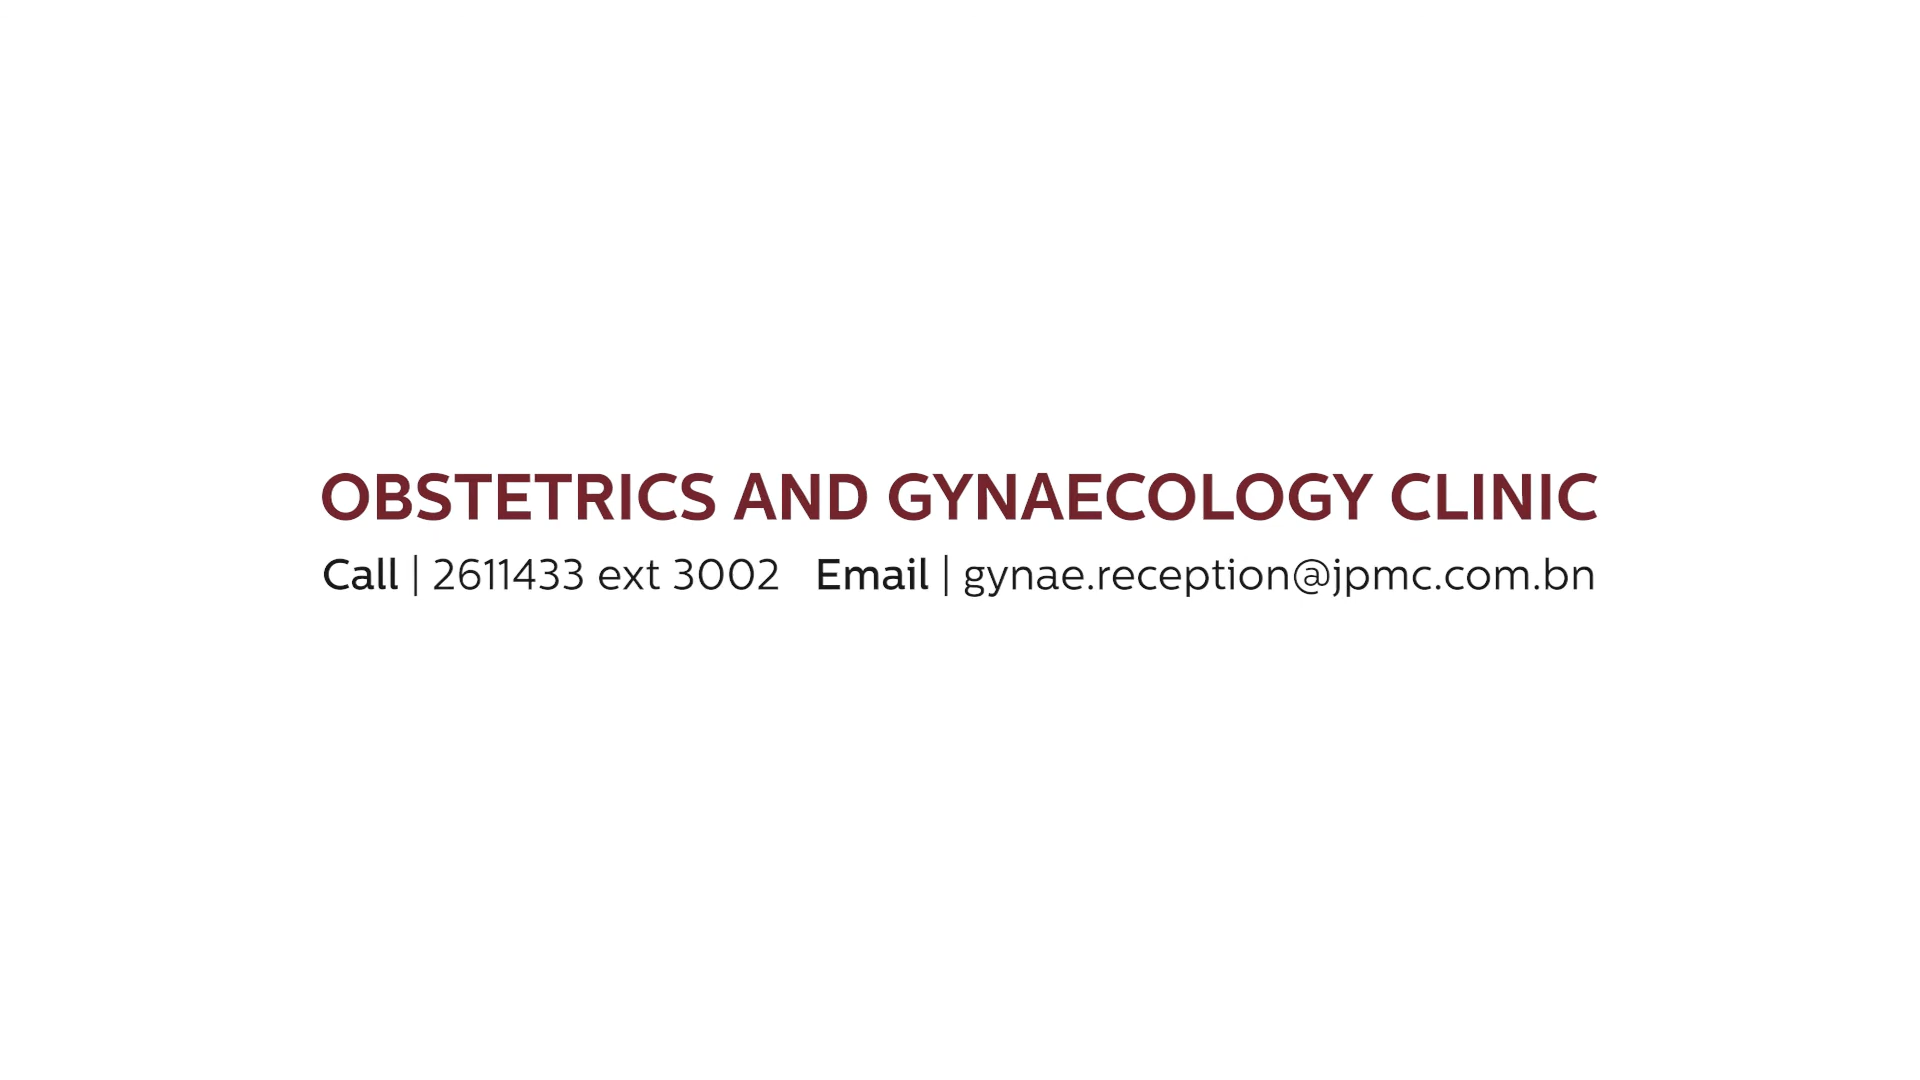 OBSTETRICS AND GYNAECOLOGY CLINIC
Call | 2611433 ext 3002 Email | gynae.reception@jpmc.com.bn